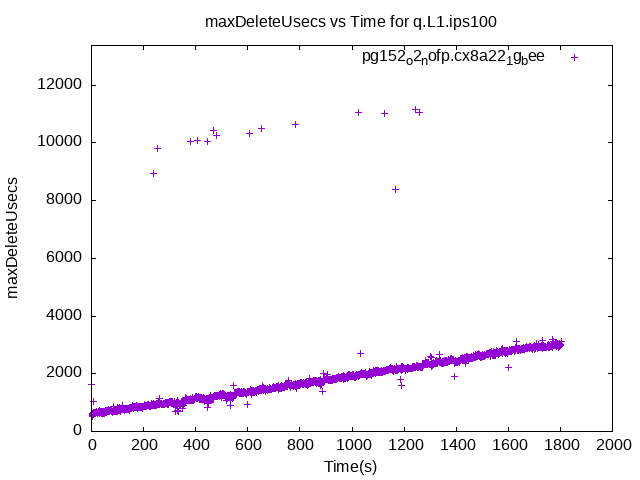 maxDeleteUsecs vs Time for q.L1.ips100
pg152_o2_nofp.cx8a22_1g_bee
12000
10000
8000
6000
4000
2000
0
maxDeleteUsecs
0 200 400 600 800 1000 1200 1400 1600 1800 2000
Time(s)